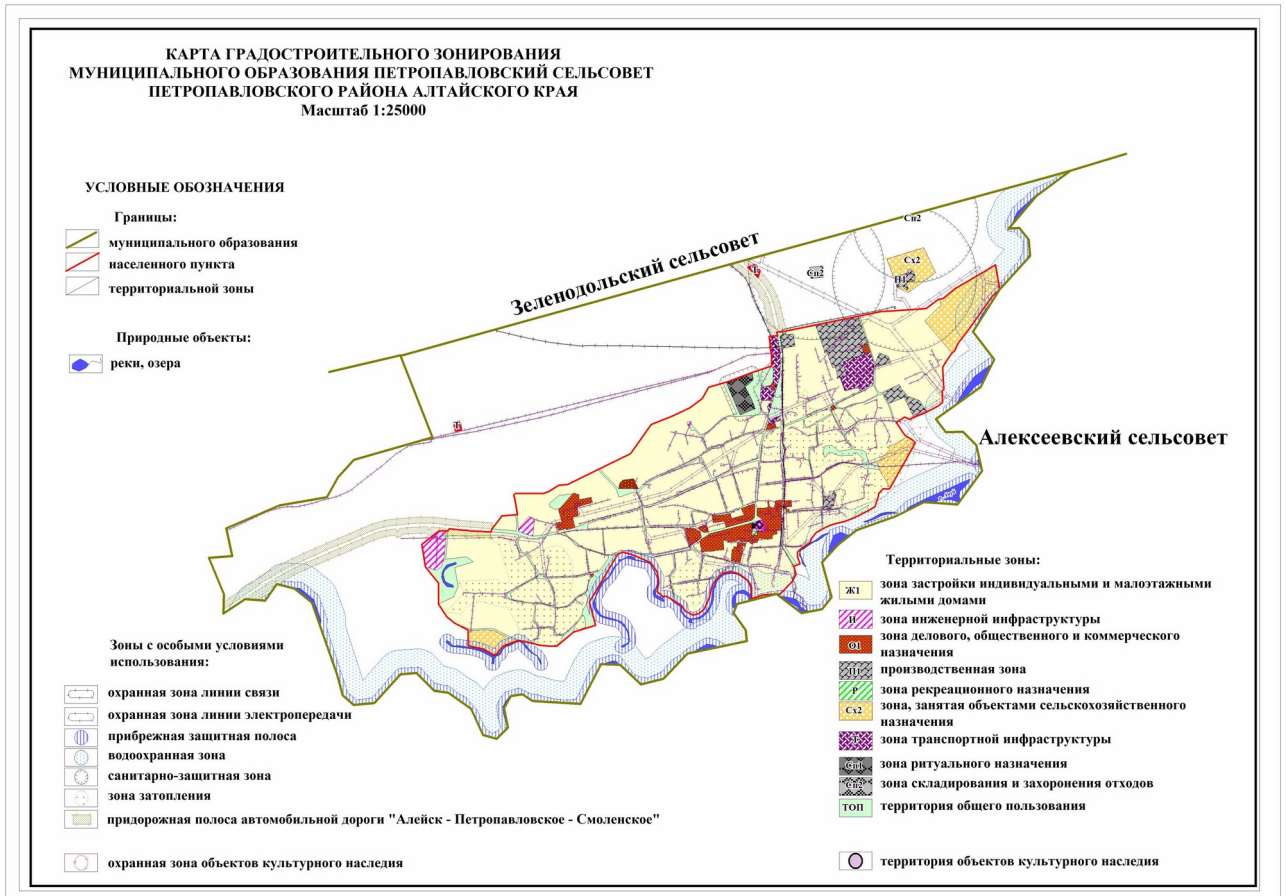 КАРТА ГРАДОСТРОИТЕЛЬНОГО ЗОНИРОВАНИЯ
МУНИЦИПАЛЬНОГО ОБРАЗОВАНИЯ ПЕТРОПАВЛОВСКИЙ СЕЛЬСОВЕТ
ПЕТРОПАВЛОВСКОГО РАЙОНА АЛТАЙСКОГО КРАЯ
Масштаб 1:25000
УСЛОВНЫЕ ОБОЗНАЧЕНИЯ
Границы:
муниципального образования
населенного пункта
территориальной зоны
Природные объекты:
реки, озера
Зеленодольский сельсовет
Сп2
Сх2
Т
Сп2
П1
Т
Алексеевский сельсовет
Зоны с особыми условиями
использования:
охранная зона линии связи
охранная зона линии электропередачи
прибрежная защитная полоса
водоохранная зона
санитарно-защитная зона
зона затопления
придорожная полоса автомобильной дороги "Алейск - Петропавловское - Смоленское"
охранная зона объектов культурного наследия
Территориальные зоны:
Ж1 зона застройки индивидуальными и малоэтажными
жилыми домами
И зона инженерной инфраструктуры
О1 зона делового, общественного и коммерческого
назначения
П1 производственная зона
Р зона рекреационного назначения
Сх2 зона, занятая объектами сельскохозяйственного
назначения
Т зона транспортной инфраструктуры
Сп1 зона ритуального назначения
Сп2 зона складирования и захоронения отходов
ТОП территория общего пользования
территория объектов культурного наследия